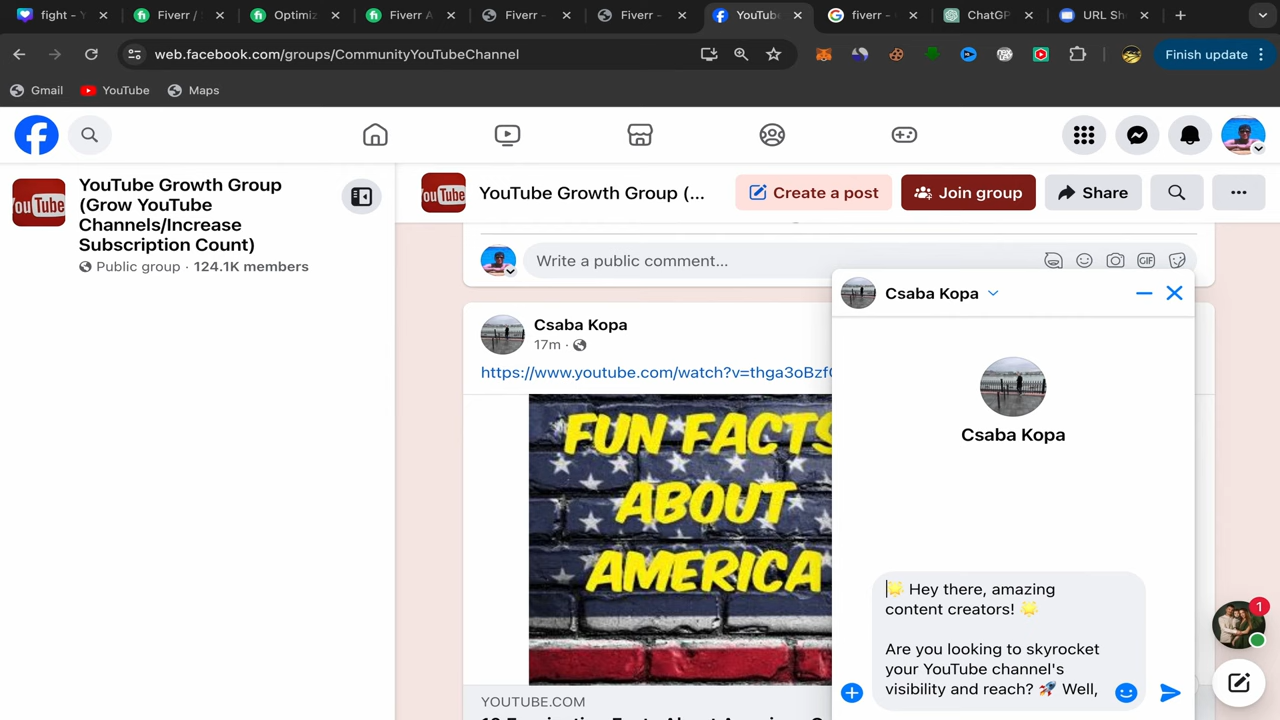 fight - Y
Fiverr /
Optimiz
Fiverr A
Fiverr -
Fiverr -
YouTube
fiverr -
ChatGP
URL Sh
web.facebook.com/groups/CommunityYouTubeChannel
Finish update
Gmail
YouTube
Maps
YouTube Growth Group
(Grow YouTube
Channels/Increase
Subscription Count)
Public group · 124.1K members
YouTube Growth Group (...
Create a post
Join group
Share
Write a public comment...
GIF
Csaba Kopa
17m ·
https://www.youtube.com/watch?v=thga3oBzf
FUN FACTS
ABOUT
AMERICA
YOUTUBE.COM
Csaba Kopa
Csaba Kopa
🌟 Hey there, amazing
content creators! 🌟
Are you looking to skyrocket
your YouTube channel's
visibility and reach? 🚀 Well,
1